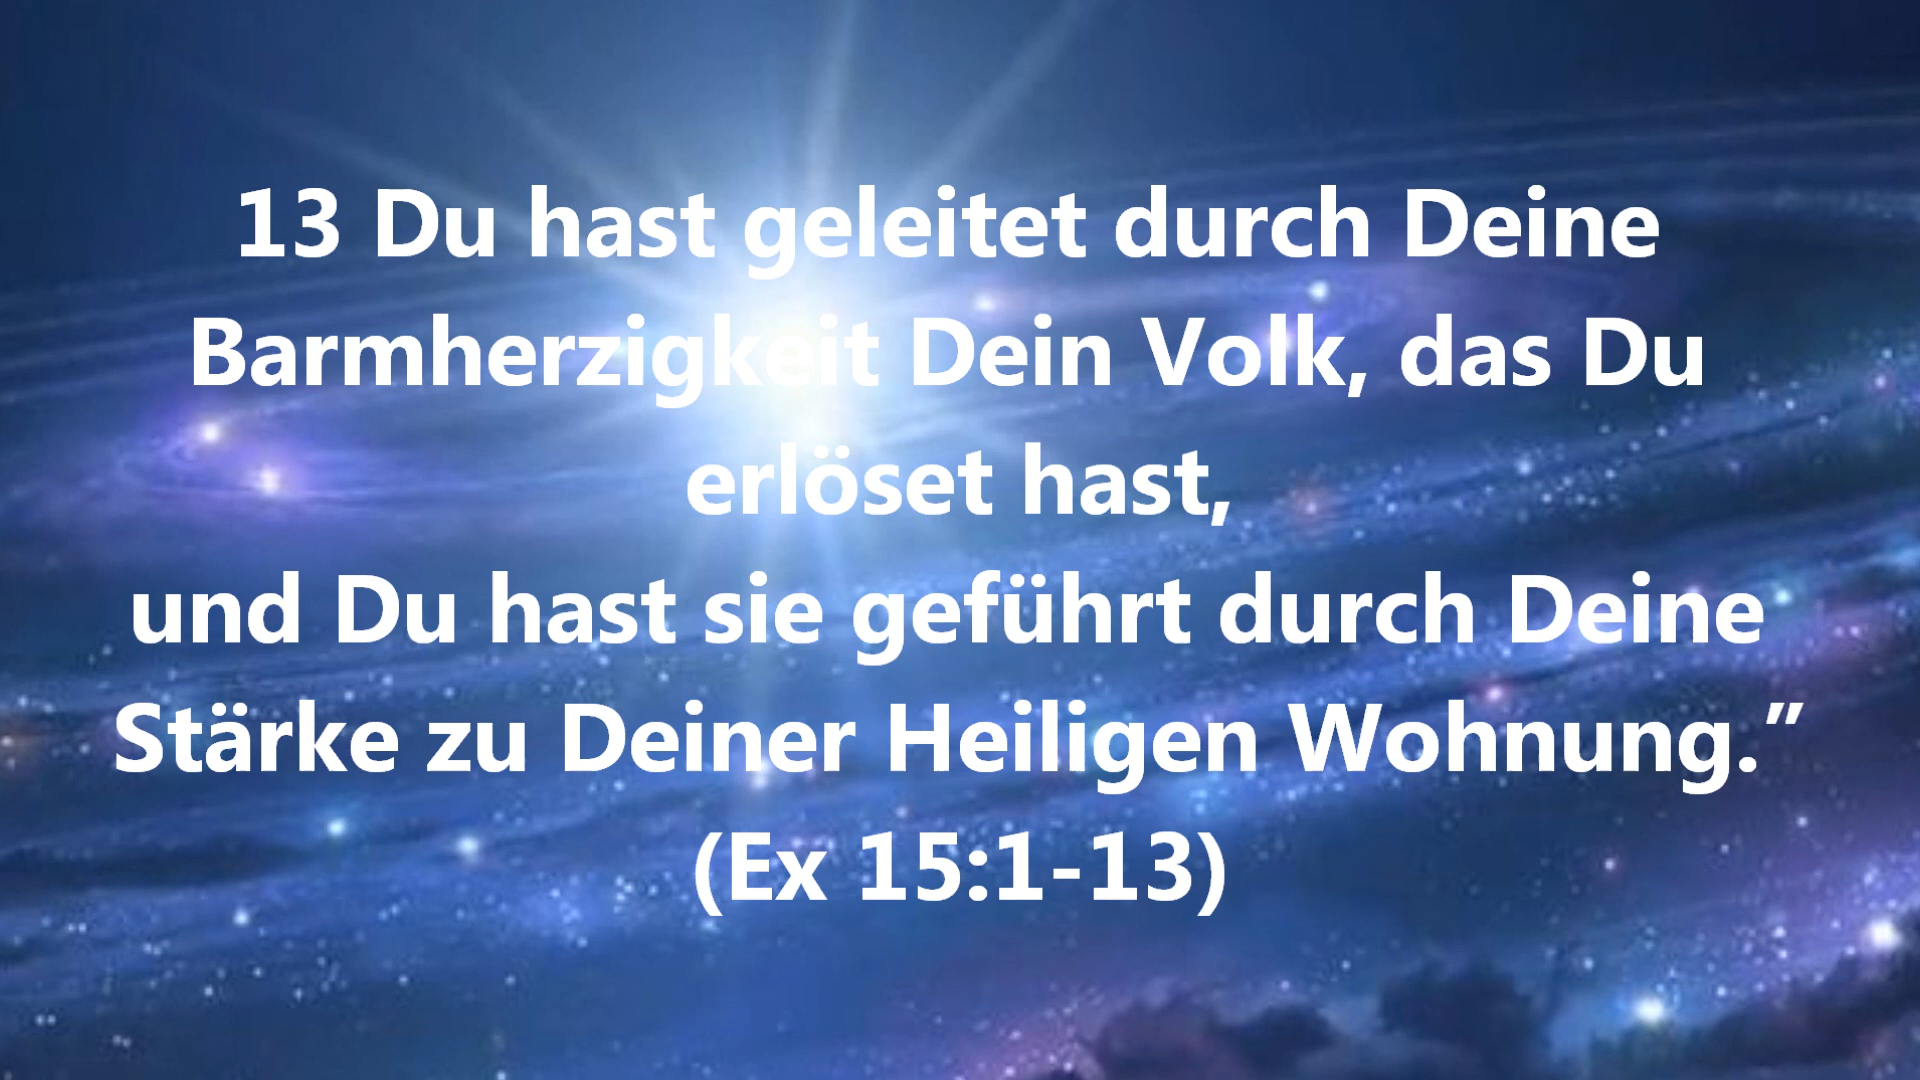 13 Du hast geleitet durch Deine
Barmherzigkeit Dein Volk, das Du
erlöset hast,
und Du hast sie geführt durch Deine
Stärke zu Deiner Heiligen Wohnung.”
(Ex 15:1-13)